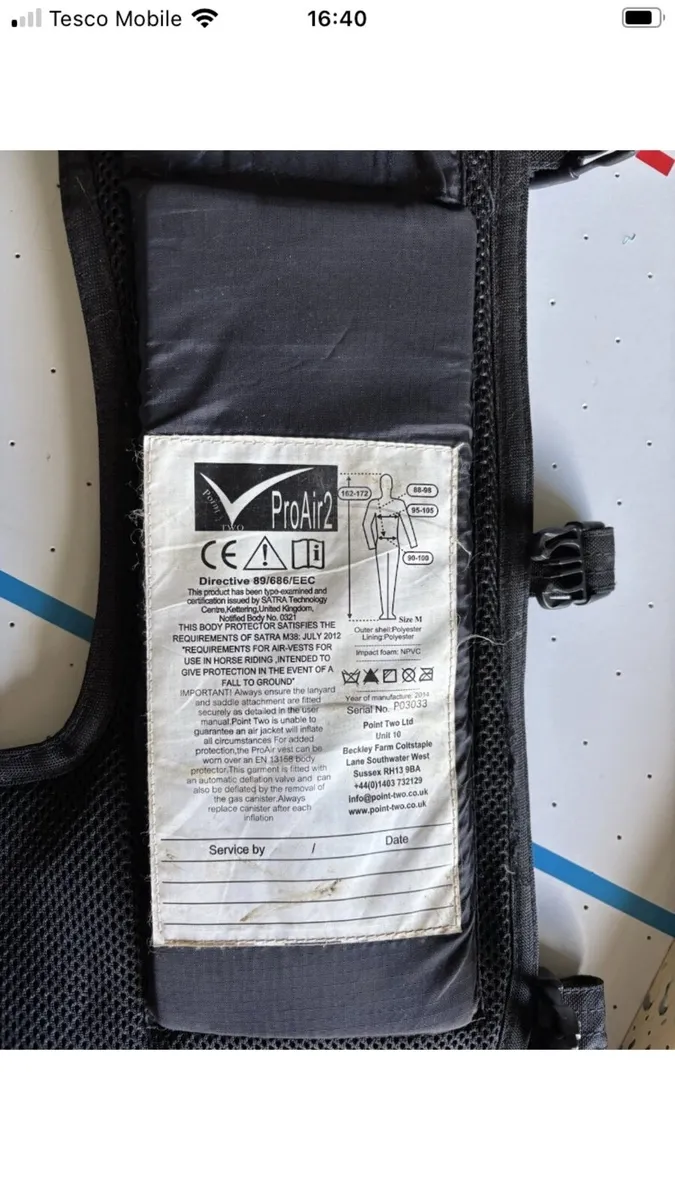 Tesco Mobile
16:40
Point
TWO
ProAir2
CE
Directive 89/686/EEC
This product has been type-examined and
certification issued by SATRA Technology
Centre,Kettering,United Kingdom,
Notified Body No. 0321
THIS BODY PROTECTOR SATISFIES THE
REQUIREMENTS OF SATRA M38: JULY 2012
"REQUIREMENTS FOR AIR-VESTS FOR
USE IN HORSE RIDING ,INTENDED TO
GIVE PROTECTION IN THE EVENT OF A
FALL TO GROUND"
IMPORTANT! Always ensure the lanyard
and saddle attachment are fitted
securely as detailed in the user
manual.Point Two is unable to
guarantee an air jacket will inflate
all circumstances For added
protection,the ProAir vest can be
worn over an EN 13158 body
protector.This garment is fitted with
an automatic deflation valve and can
also be deflated by the removal of
the gas canister.Always
replace canister after each
inflation
162-172
88-98
95-105
90-100
Size M
Outer shell:Polyester
Lining:Polyester
Impact foam: NPVC
Year of manufacture: 2014
Serial No. P03033
Point Two Ltd
Unit 10
Beckley Farm Coltstaple
Lane Southwater West
Sussex RH13 9BA
+44(0)1403 732129
info@point-two.co.uk
www.point-two.co.uk
Service by / Date